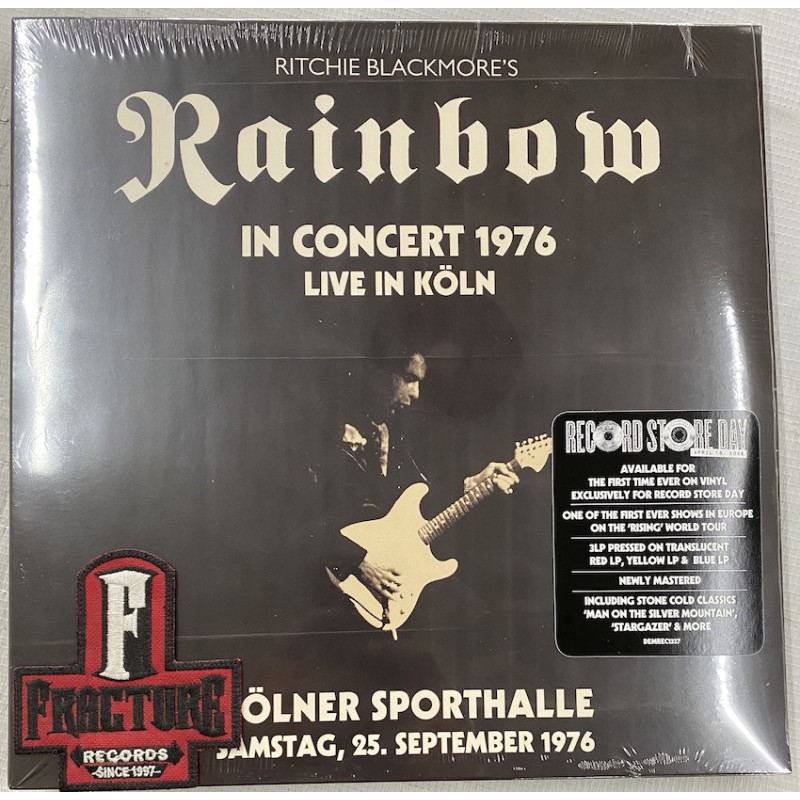 RITCHIE BLACKMORE'S
Rainbow
IN CONCERT 1976
LIVE IN KÖLN
RECORD STORE DAY
AVAILABLE FOR
THE FIRST TIME EVER ON VINYL
EXCLUSIVELY FOR RECORD STORE DAY
ONE OF THE FIRST EVER SHOWS IN EUROPE
ON THE 'RISING' WORLD TOUR
3LP PRESSED ON TRANSLUCENT
RED LP, YELLOW LP & BLUE LP
NEWLY MASTERED
INCLUDING STONE COLD CLASSICS
'MAN ON THE SILVER MOUNTAIN',
'STARGAZER' & MORE
DEMREC1337
F
FRACTURE
RECORDS
-SINCE 1997-
ÖLNER SPORTHALLE
SAMSTAG, 25. SEPTEMBER 1976